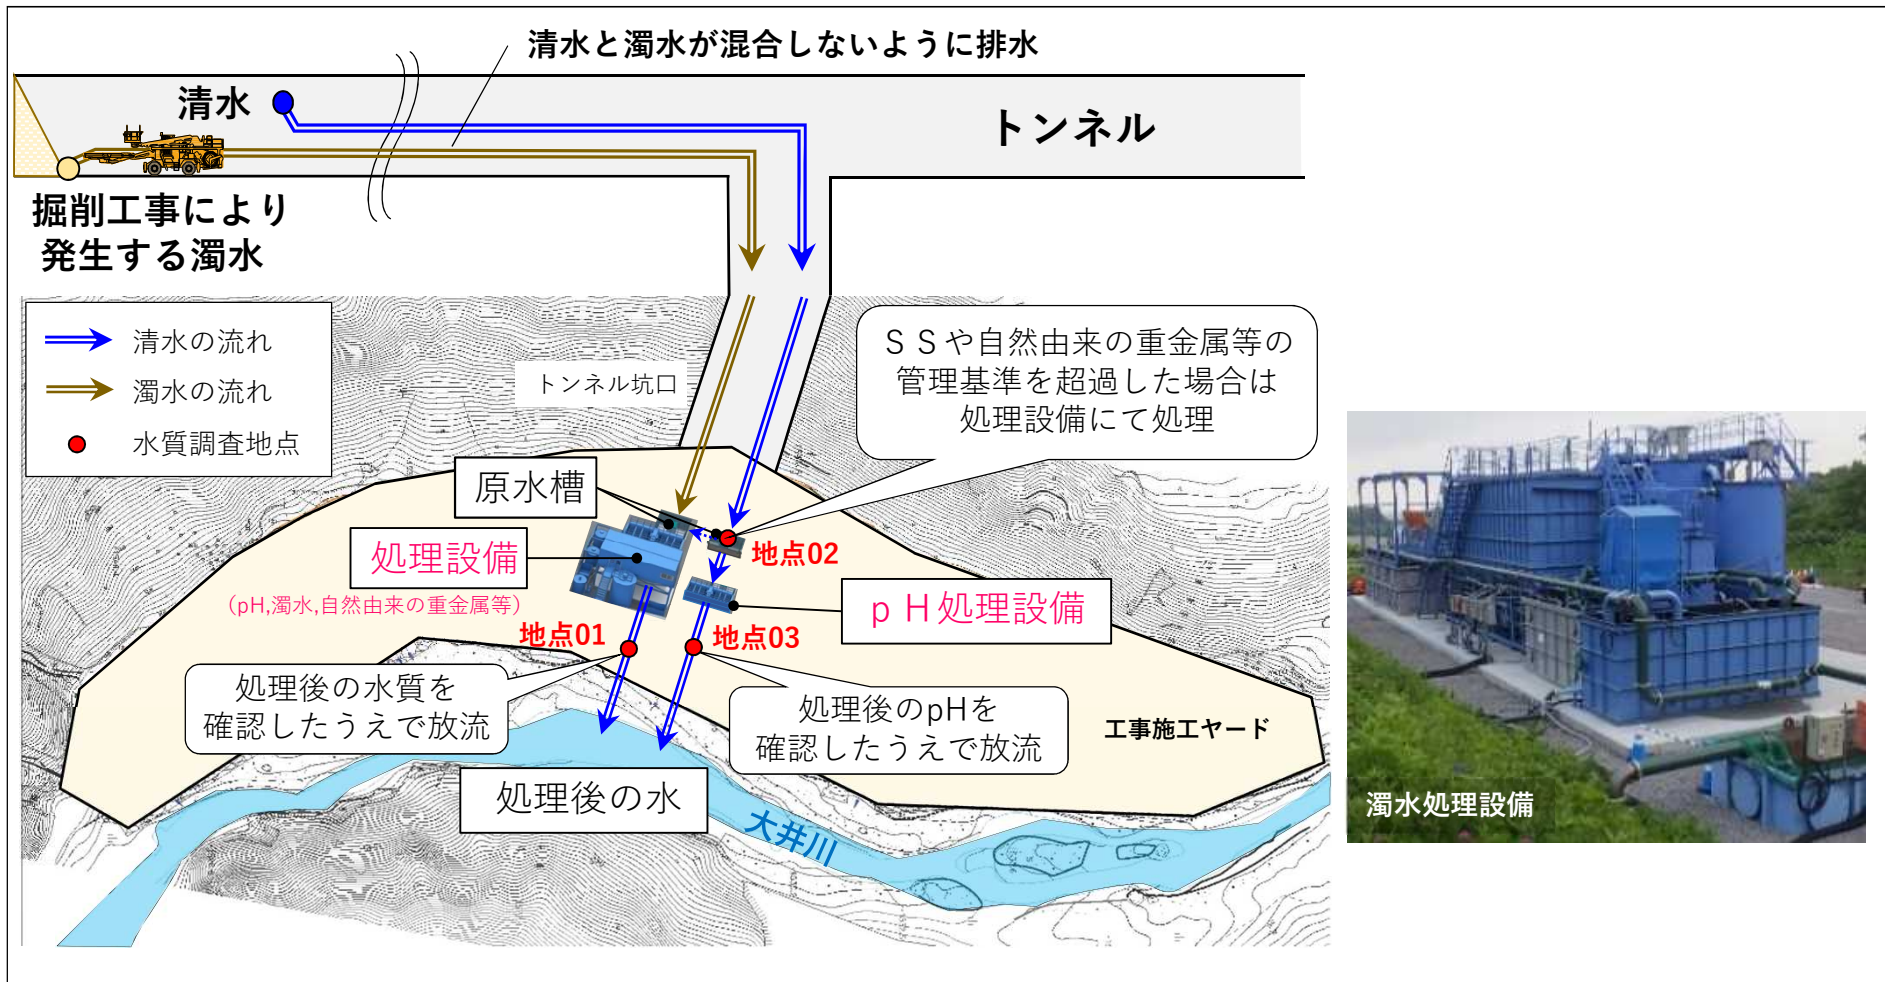 清水と濁水が混合しないように排水
清水
トンネル
掘削工事により
発生する濁水
清水の流れ
濁水の流れ
水質調査地点
トンネル坑口
ＳＳや自然由来の重金属等の
管理基準を超過した場合は
処理設備にて処理
原水槽
処理設備
（pH,濁水,自然由来の重金属等）
地点02
ｐＨ処理設備
地点01
地点03
処理後の水質を
確認したうえで放流
処理後のpHを
確認したうえで放流
工事施工ヤード
処理後の水
大井川
濁水処理設備